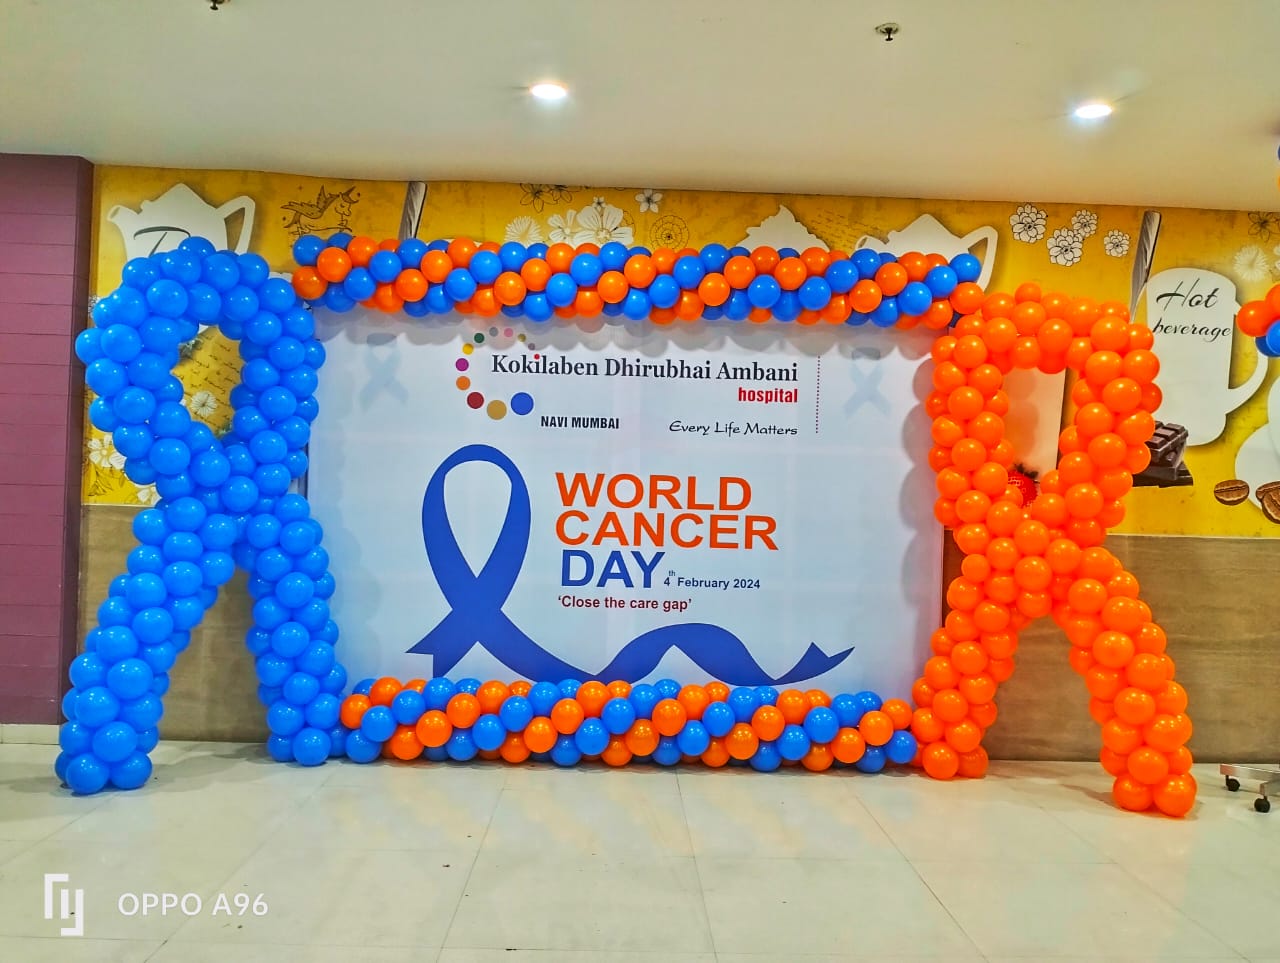 Hot
beverage
Kokilaben Dhirubhai Ambani
hospital
NAVI MUMBAI
Every Life Matters
WORLD
CANCER
DAY 4th February 2024
'Close the care gap'
OPPO A96